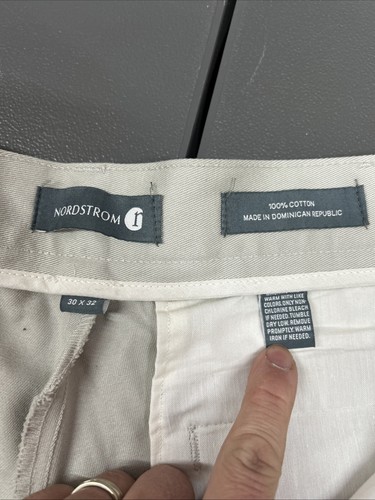 NORDSTROM r
100% COTTON
MADE IN DOMINICAN REPUBLIC
30 X 32
WARM WITH LIKE
COLORS. ONLY NON-
CHLORINE BLEACH
IF NEEDED. TUMBLE
DRY LOW. REMOVE
PROMPTLY. WARM
IRON IF NEEDED.